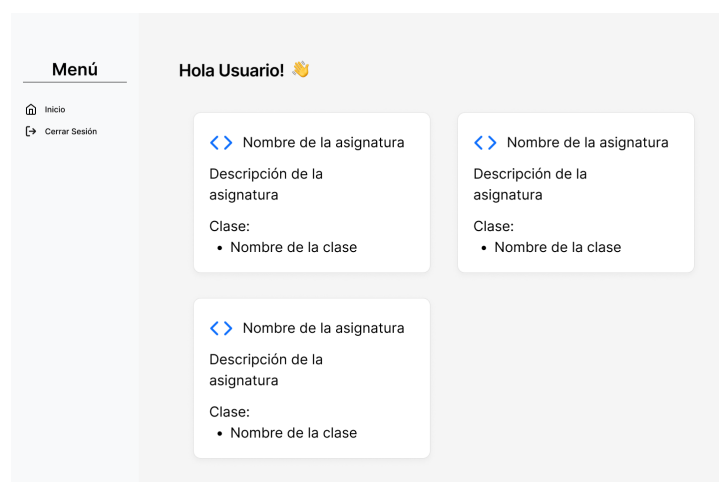 Menú
Inicio
Cerrar Sesión
Hola Usuario! 👋
Nombre de la asignatura
Descripción de la
asignatura
Clase:
• Nombre de la clase
Nombre de la asignatura
Descripción de la
asignatura
Clase:
• Nombre de la clase
Nombre de la asignatura
Descripción de la
asignatura
Clase:
• Nombre de la clase